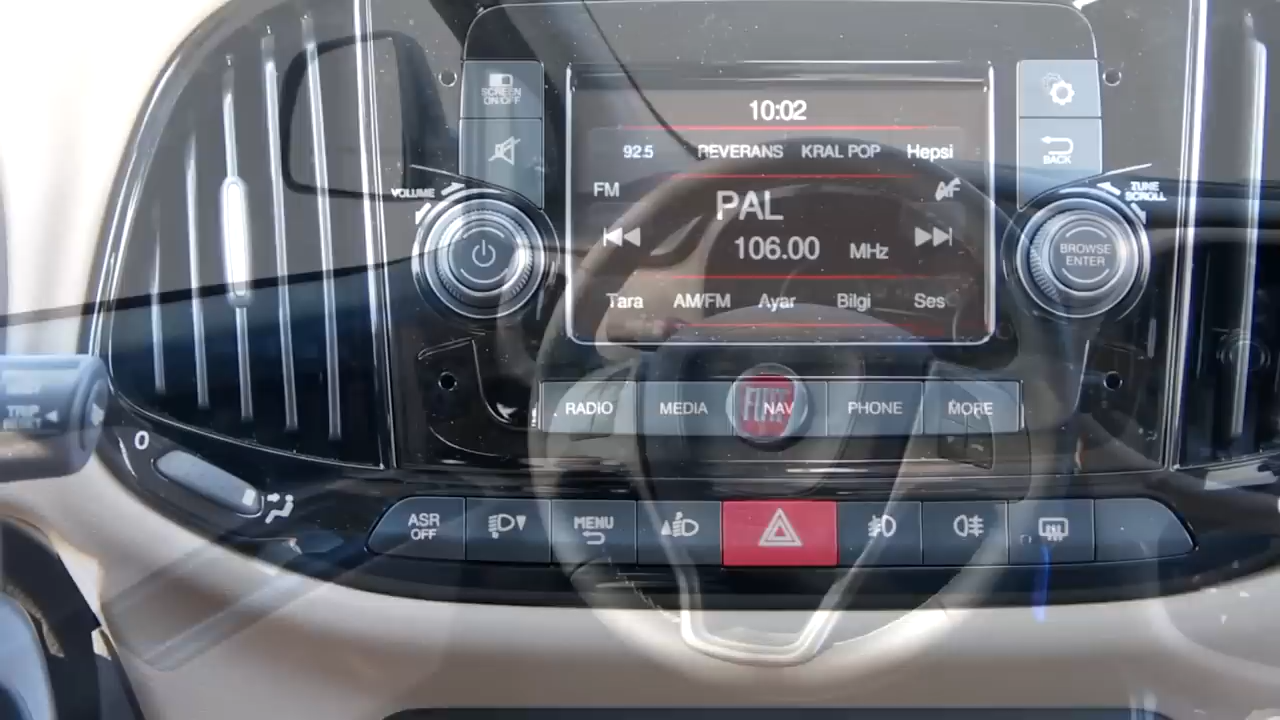 SCREEN
ON/OFF
10:02
92.5 REVERANS KRAL POP Hepsi
BACK
VOLUME
FM
AF
TUNE
SCROLL
PAL
106.00 MHz
BROWSE
ENTER
Tara AM/FM Ayar Bilgi Ses
TRIP
RADIO MEDIA NAV PHONE MORE
FIAT
0
ASR
OFF
MENU